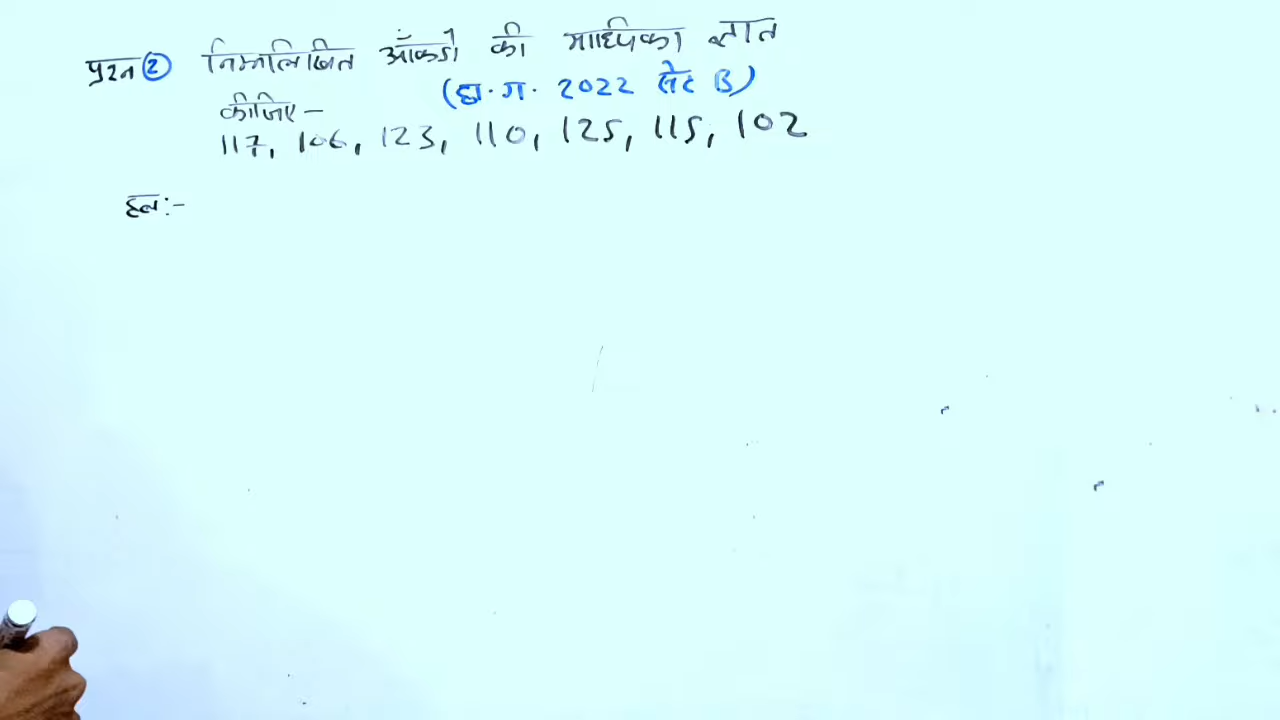 प्रश्न ② निम्नलिखित आँकडो की माध्यिका ज्ञात
कीजिए - (छ.ग. 2022 सेट B)
117, 106, 123, 110, 125, 115, 102
हल:-